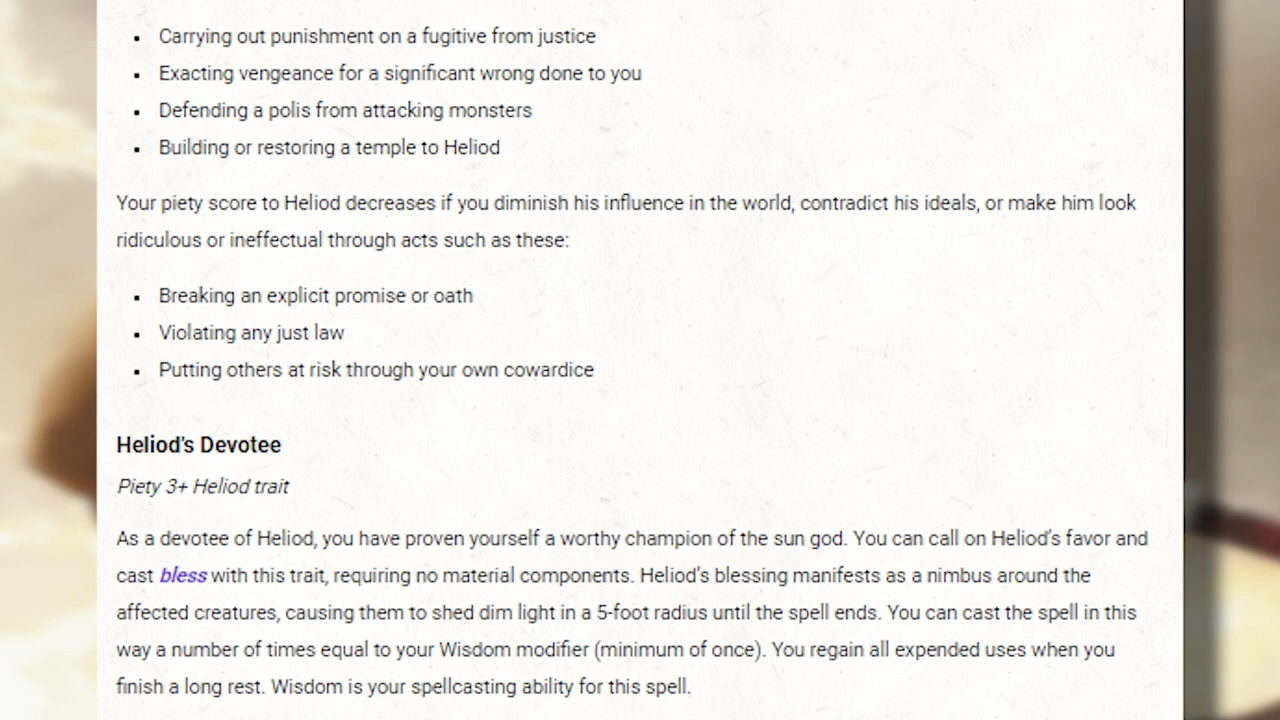 Carrying out punishment on a fugitive from justice
Exacting vengeance for a significant wrong done to you
Defending a polis from attacking monsters
Building or restoring a temple to Heliod
Your piety score to Heliod decreases if you diminish his influence in the world, contradict his ideals, or make him look
ridiculous or ineffectual through acts such as these:
Breaking an explicit promise or oath
Violating any just law
Putting others at risk through your own cowardice
Heliod's Devotee
Piety 3+ Heliod trait
As a devotee of Heliod, you have proven yourself a worthy champion of the sun god. You can call on Heliod's favor and
cast bless with this trait, requiring no material components. Heliod's blessing manifests as a nimbus around the
affected creatures, causing them to shed dim light in a 5-foot radius until the spell ends. You can cast the spell in this
way a number of times equal to your Wisdom modifier (minimum of once). You regain all expended uses when you
finish a long rest. Wisdom is your spellcasting ability for this spell.